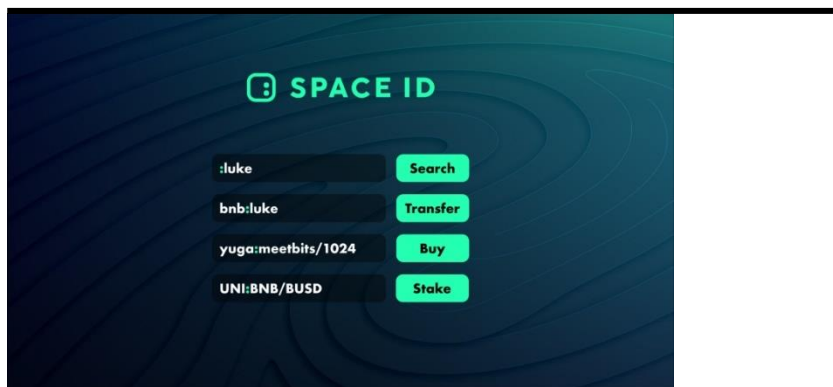 SPACE ID
:luke Search
bnb:luke Transfer
yuga:meetbits/1024 Buy
UNI:BNB/BUSD Stake